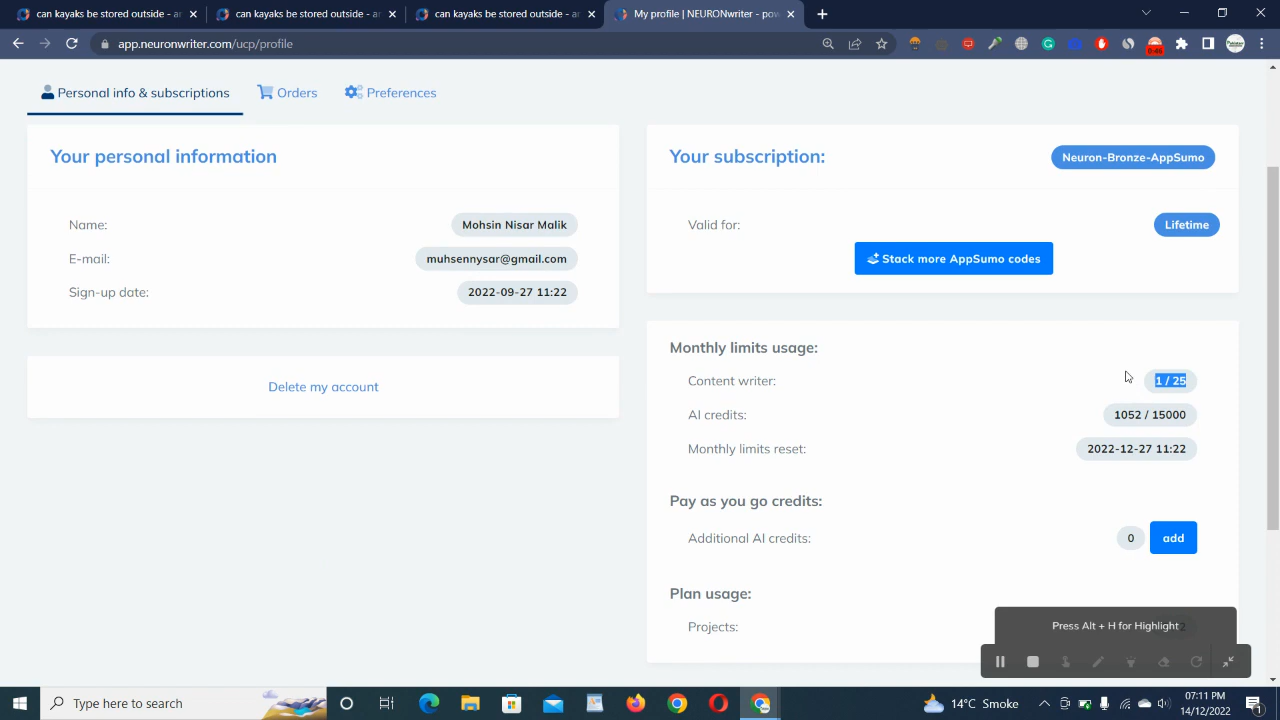 can kayaks be stored outside - ar
can kayaks be stored outside - ar
can kayaks be stored outside - ar
My profile | NEURONwriter - pow
app.neuronwriter.com/ucp/profile
0:46
Personal info & subscriptions
Orders
Preferences
Your personal information
Name:
Mohsin Nisar Malik
E-mail:
muhsennysar@gmail.com
Sign-up date:
2022-09-27 11:22
Delete my account
Your subscription:
Neuron-Bronze-AppSumo
Valid for:
Lifetime
Stack more AppSumo codes
Monthly limits usage:
Content writer:
1 / 25
AI credits:
1052 / 15000
Monthly limits reset:
2022-12-27 11:22
Pay as you go credits:
Additional AI credits:
0
add
Plan usage:
Projects:
Press Alt + H for Highlight
Type here to search
14°C Smoke
07:11 PM
14/12/2022